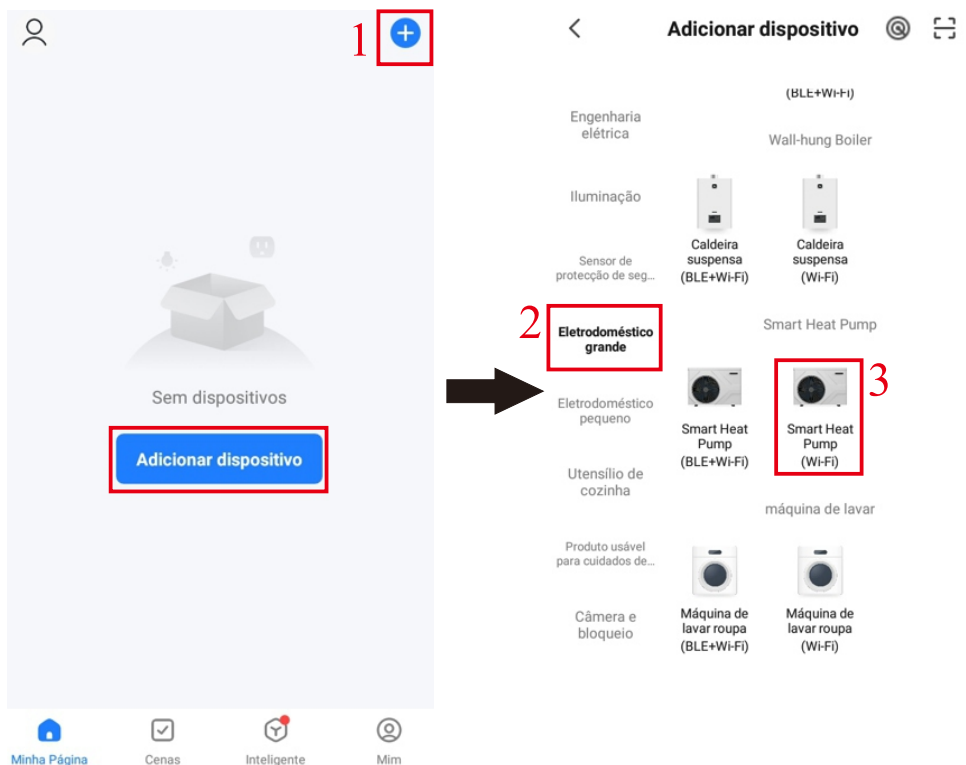 1
Sem dispositivos
Adicionar dispositivo
Minha Página
Cenas
Inteligente
Mim
Adicionar dispositivo
Engenharia
elétrica
Iluminação
Sensor de
protecção de seg...
2
Eletrodoméstico
grande
Eletrodoméstico
pequeno
Utensílio de
cozinha
Produto usável
para cuidados de...
Câmera e
bloqueio
(BLE+Wi-Fi)
Wall-hung Boiler
Caldeira
suspensa
(BLE+Wi-Fi)
Caldeira
suspensa
(Wi-Fi)
Smart Heat Pump
Smart Heat
Pump
(BLE+Wi-Fi)
Smart Heat
Pump
(Wi-Fi)
3
máquina de lavar
Máquina de
lavar roupa
(BLE+Wi-Fi)
Máquina de
lavar roupa
(Wi-Fi)